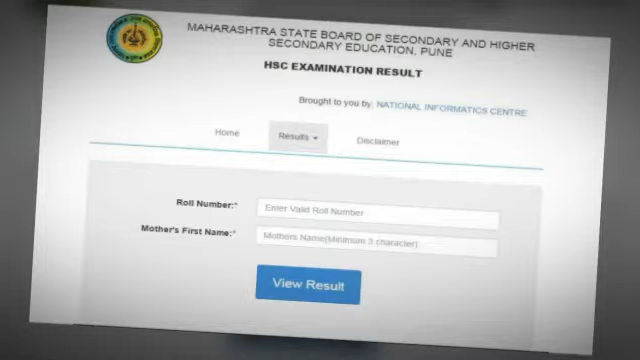 MAHARASHTRA STATE BOARD OF SECONDARY AND HIGHER
SECONDARY EDUCATION, PUNE
HSC EXAMINATION RESULT
Brought to you by: NATIONAL INFORMATICS CENTRE
Home Results Disclaimer
Roll Number:* Enter Valid Roll Number
Mother's First Name:* Mothers Name(Minimum 3 character)
View Result